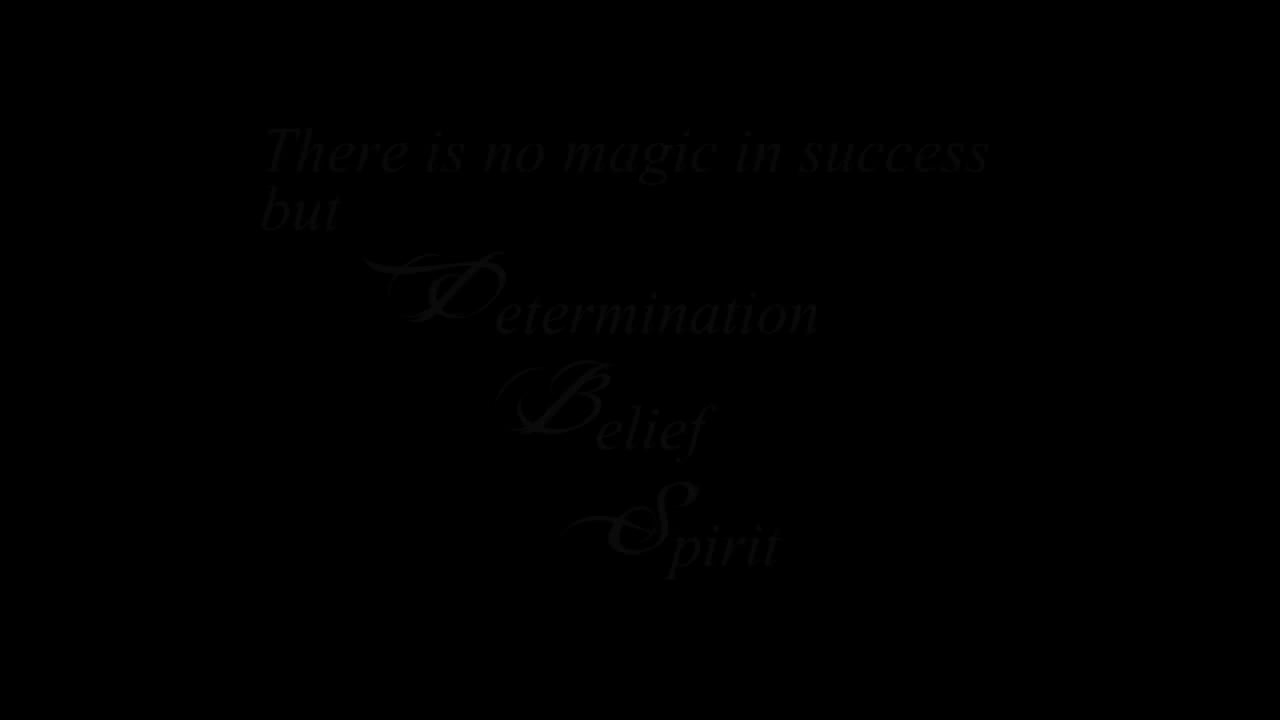 There is no magic in success
but
Determination
Belief
Spirit